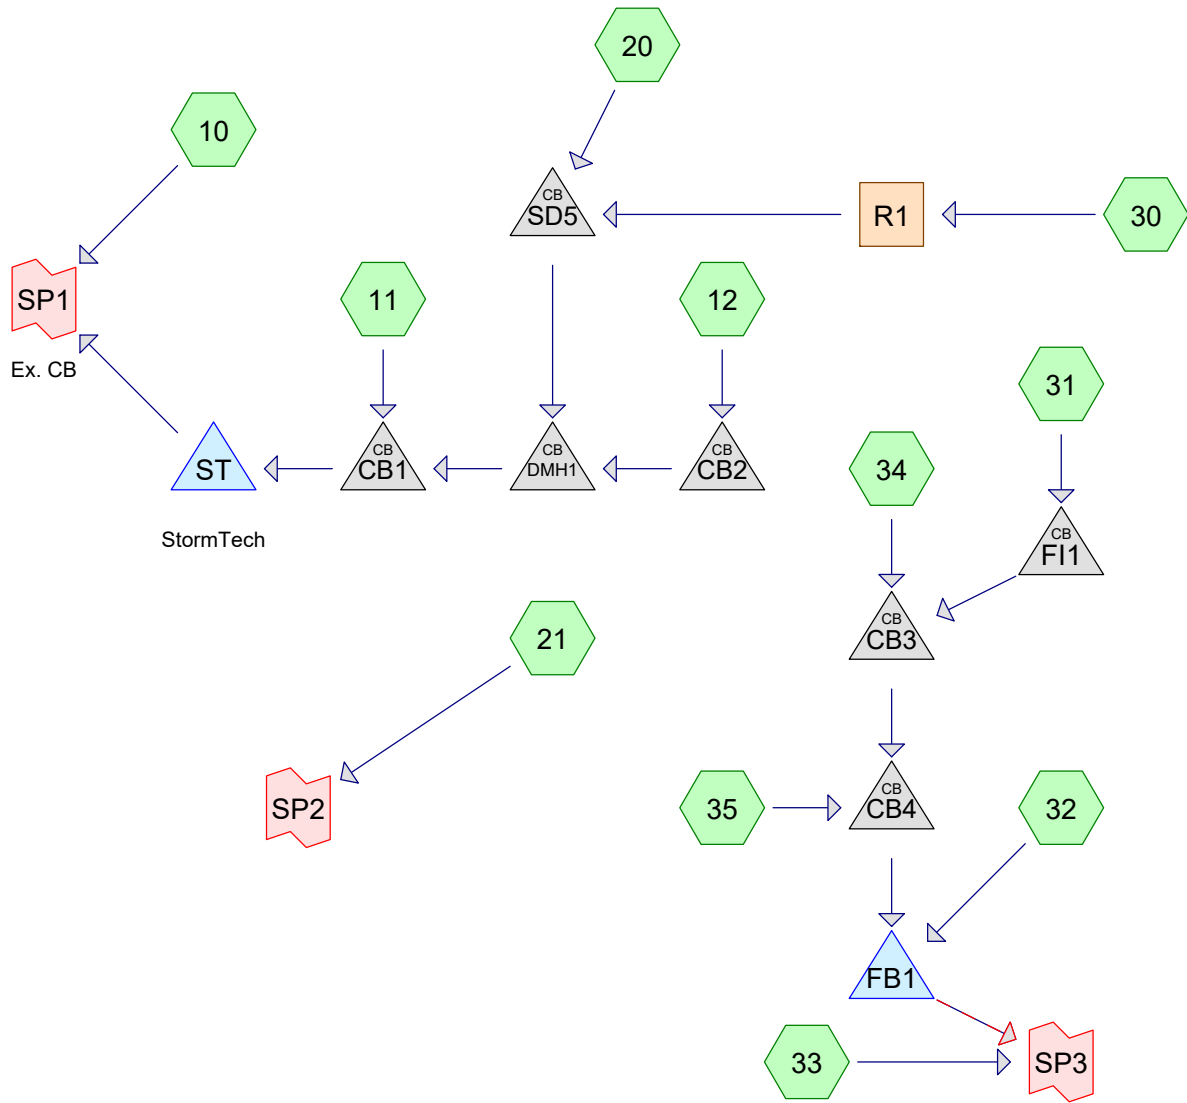 20
10
CB
SD5
R1
30
SP1
Ex. CB
11
12
31
CB
CB1
CB
DMH1
CB
CB2
ST
StormTech
34
CB
FI1
CB
CB3
21
SP2
35
CB
CB4
32
FB1
33
SP3